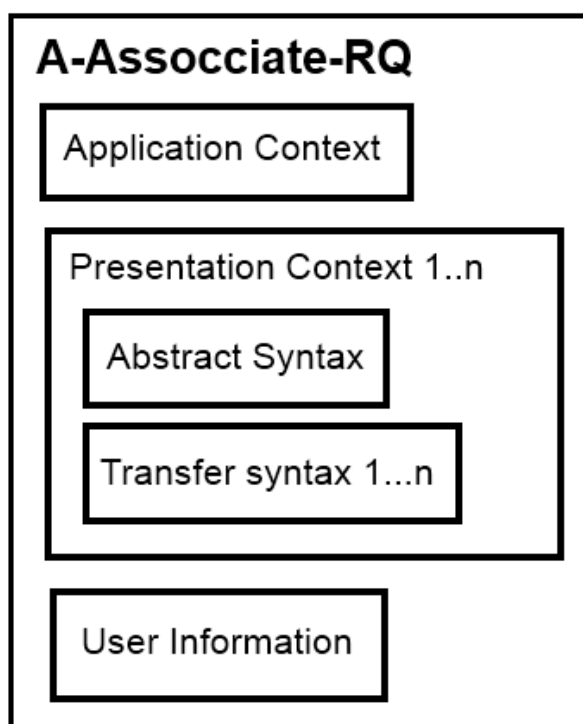 A-Assocciate-RQ
Application Context
Presentation Context 1..n
Abstract Syntax
Transfer syntax 1...n
User Information